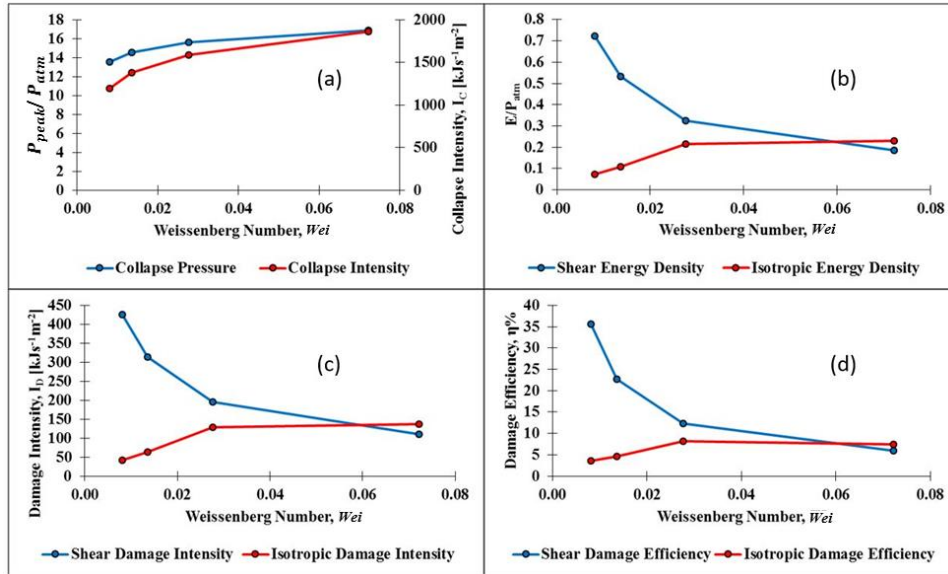 18
16
14
12
10
8
6
4
2
0
P_peak/ P_atm
2000
1500
1000
500
0
Collapse Intensity, I_C [kJs⁻¹m⁻²]
(a)
0.00 0.02 0.04 0.06 0.08
Weissenberg Number, Wei
Collapse Pressure Collapse Intensity
0.8
0.7
0.6
0.5
0.4
0.3
0.2
0.1
0
E/P_atm
(b)
0.00 0.02 0.04 0.06 0.08
Weissenberg Number, Wei
Shear Energy Density Isotropic Energy Density
450
400
350
300
250
200
150
100
50
0
Damage Intensity, I_D [kJs⁻¹m⁻²]
(c)
0.00 0.02 0.04 0.06 0.08
Weissenberg Number, Wei
Shear Damage Intensity Isotropic Damage Intensity
40
35
30
25
20
15
10
5
0
Damage Efficiency, η%
(d)
0.00 0.02 0.04 0.06 0.08
Weissenberg Number, Wei
Shear Damage Efficiency Isotropic Damage Efficiency